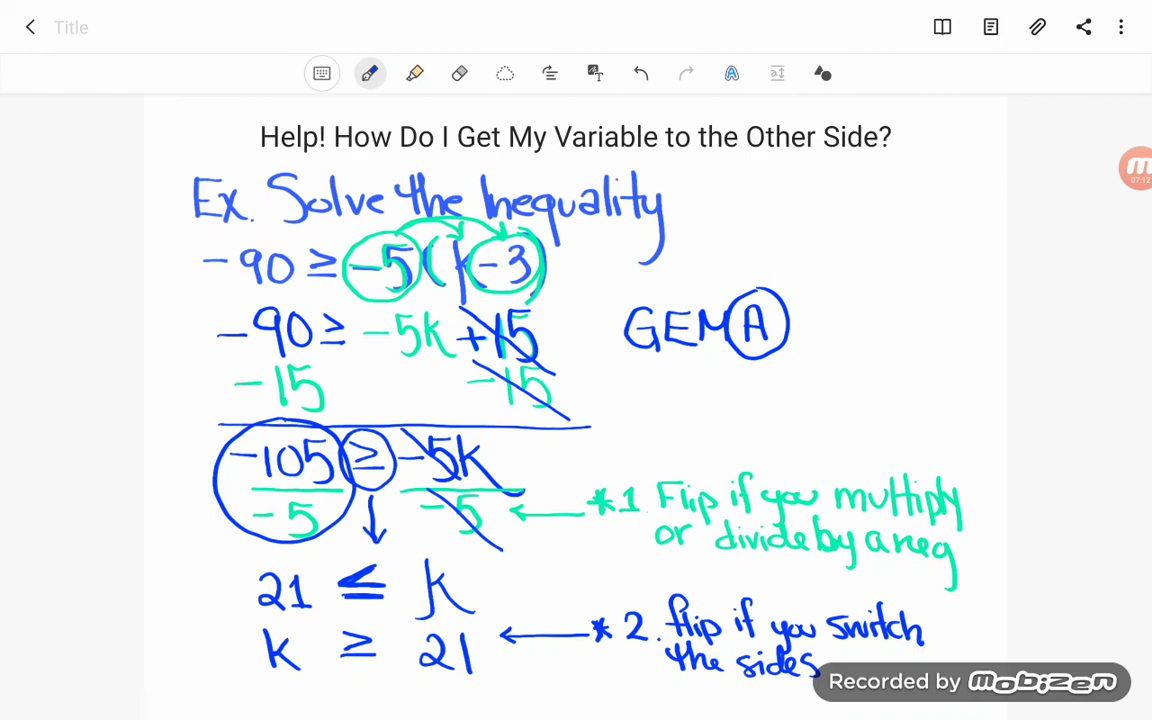 Title
Help! How Do I Get My Variable to the Other Side?
Ex. Solve the Inequality
-90 ≥ -5(k-3)
-90 ≥ -5k +15
GEMA
-15 -15
-105 ≥ -5k
-5 -5
*1. Flip if you multiply
or divide by a neg
21 ≤ k
k ≥ 21
*2. flip if you switch
the sides
Recorded by mobizen
07:12